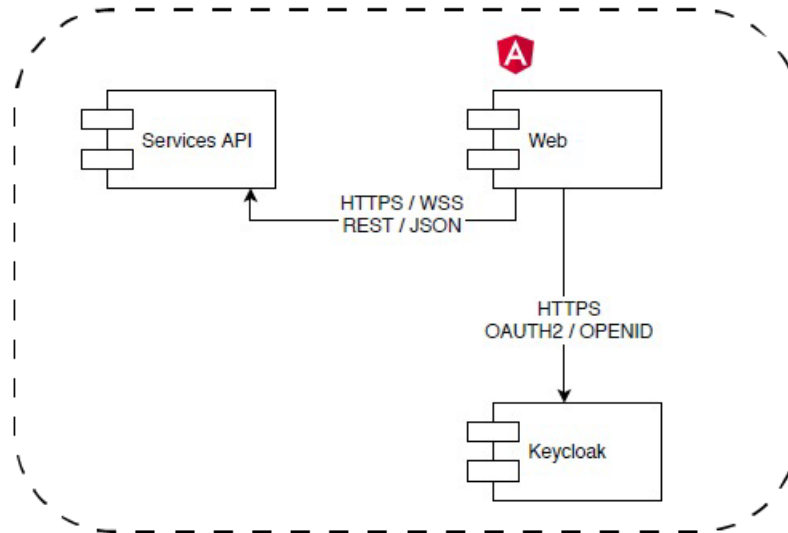 Services API
Web
HTTPS / WSS
REST / JSON
HTTPS
OAUTH2 / OPENID
Keycloak